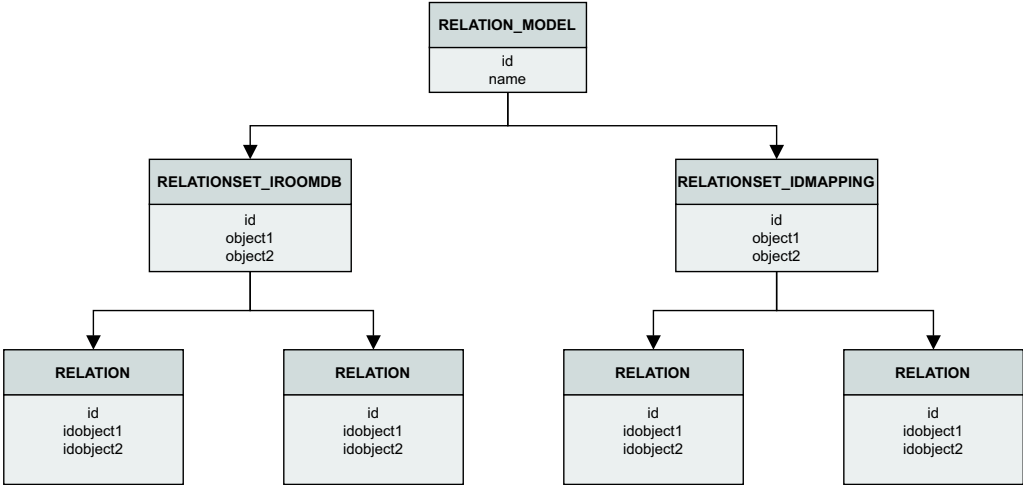 RELATION_MODEL
id
name
RELATIONSET_IROOMDB
id
object1
object2
RELATIONSET_IDMAPPING
id
object1
object2
RELATION
id
idobject1
idobject2
RELATION
id
idobject1
idobject2
RELATION
id
idobject1
idobject2
RELATION
id
idobject1
idobject2